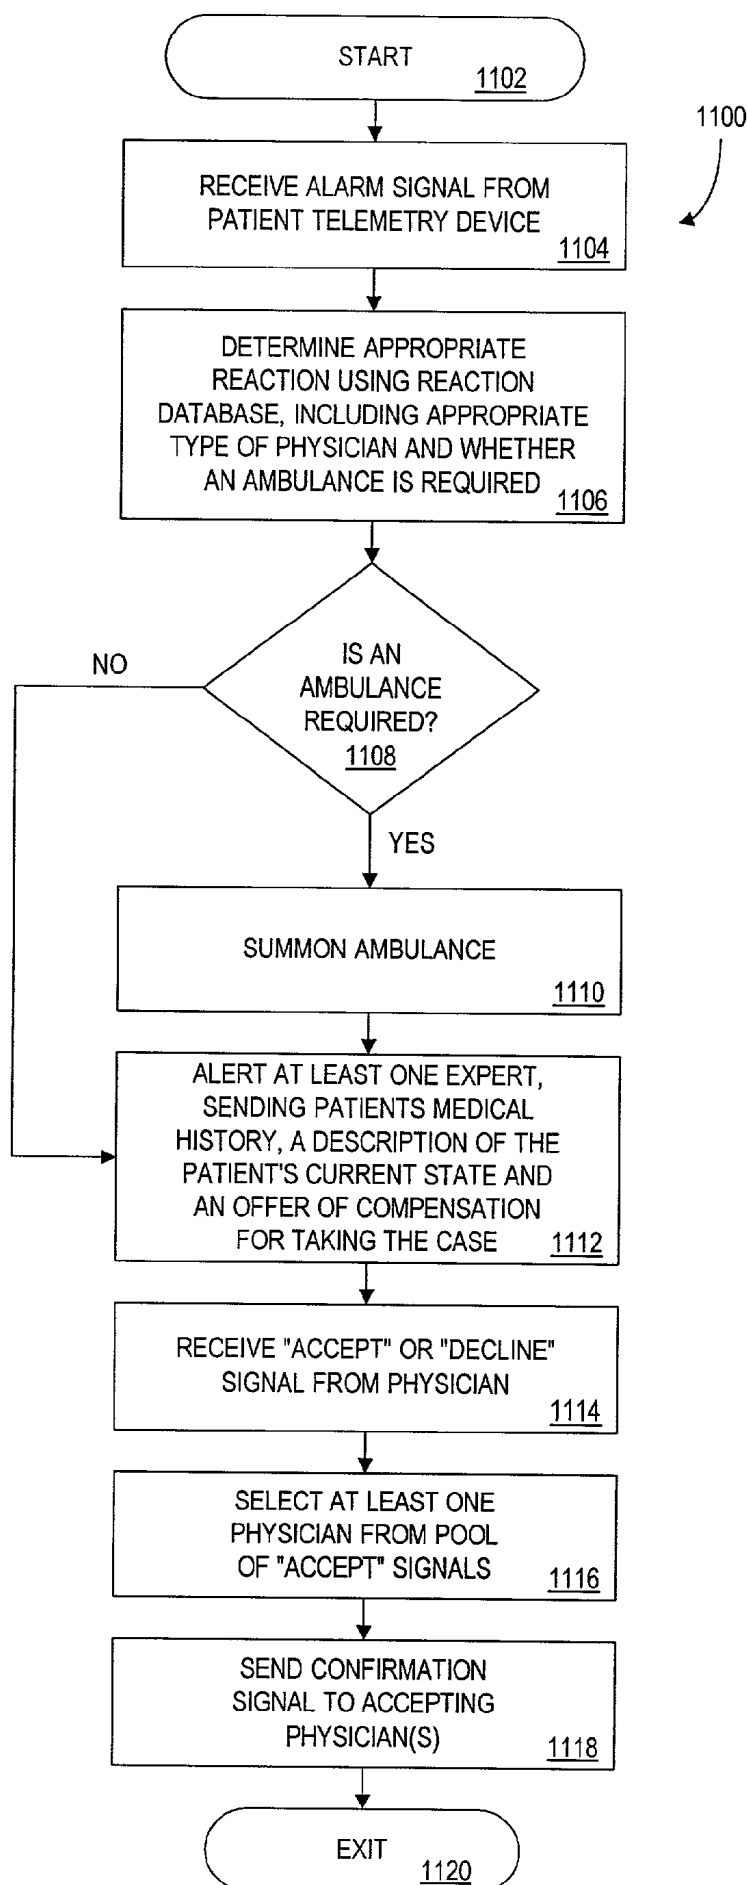 START
1102
1100
RECEIVE ALARM SIGNAL FROM
PATIENT TELEMETRY DEVICE
1104
DETERMINE APPROPRIATE
REACTION USING REACTION
DATABASE, INCLUDING APPROPRIATE
TYPE OF PHYSICIAN AND WHETHER
AN AMBULANCE IS REQUIRED
1106
NO
IS AN
AMBULANCE
REQUIRED?
1108
YES
SUMMON AMBULANCE
1110
ALERT AT LEAST ONE EXPERT,
SENDING PATIENTS MEDICAL
HISTORY, A DESCRIPTION OF THE
PATIENT'S CURRENT STATE AND
AN OFFER OF COMPENSATION
FOR TAKING THE CASE
1112
RECEIVE "ACCEPT" OR "DECLINE"
SIGNAL FROM PHYSICIAN
1114
SELECT AT LEAST ONE
PHYSICIAN FROM POOL
OF "ACCEPT" SIGNALS
1116
SEND CONFIRMATION
SIGNAL TO ACCEPTING
PHYSICIAN(S)
1118
EXIT
1120